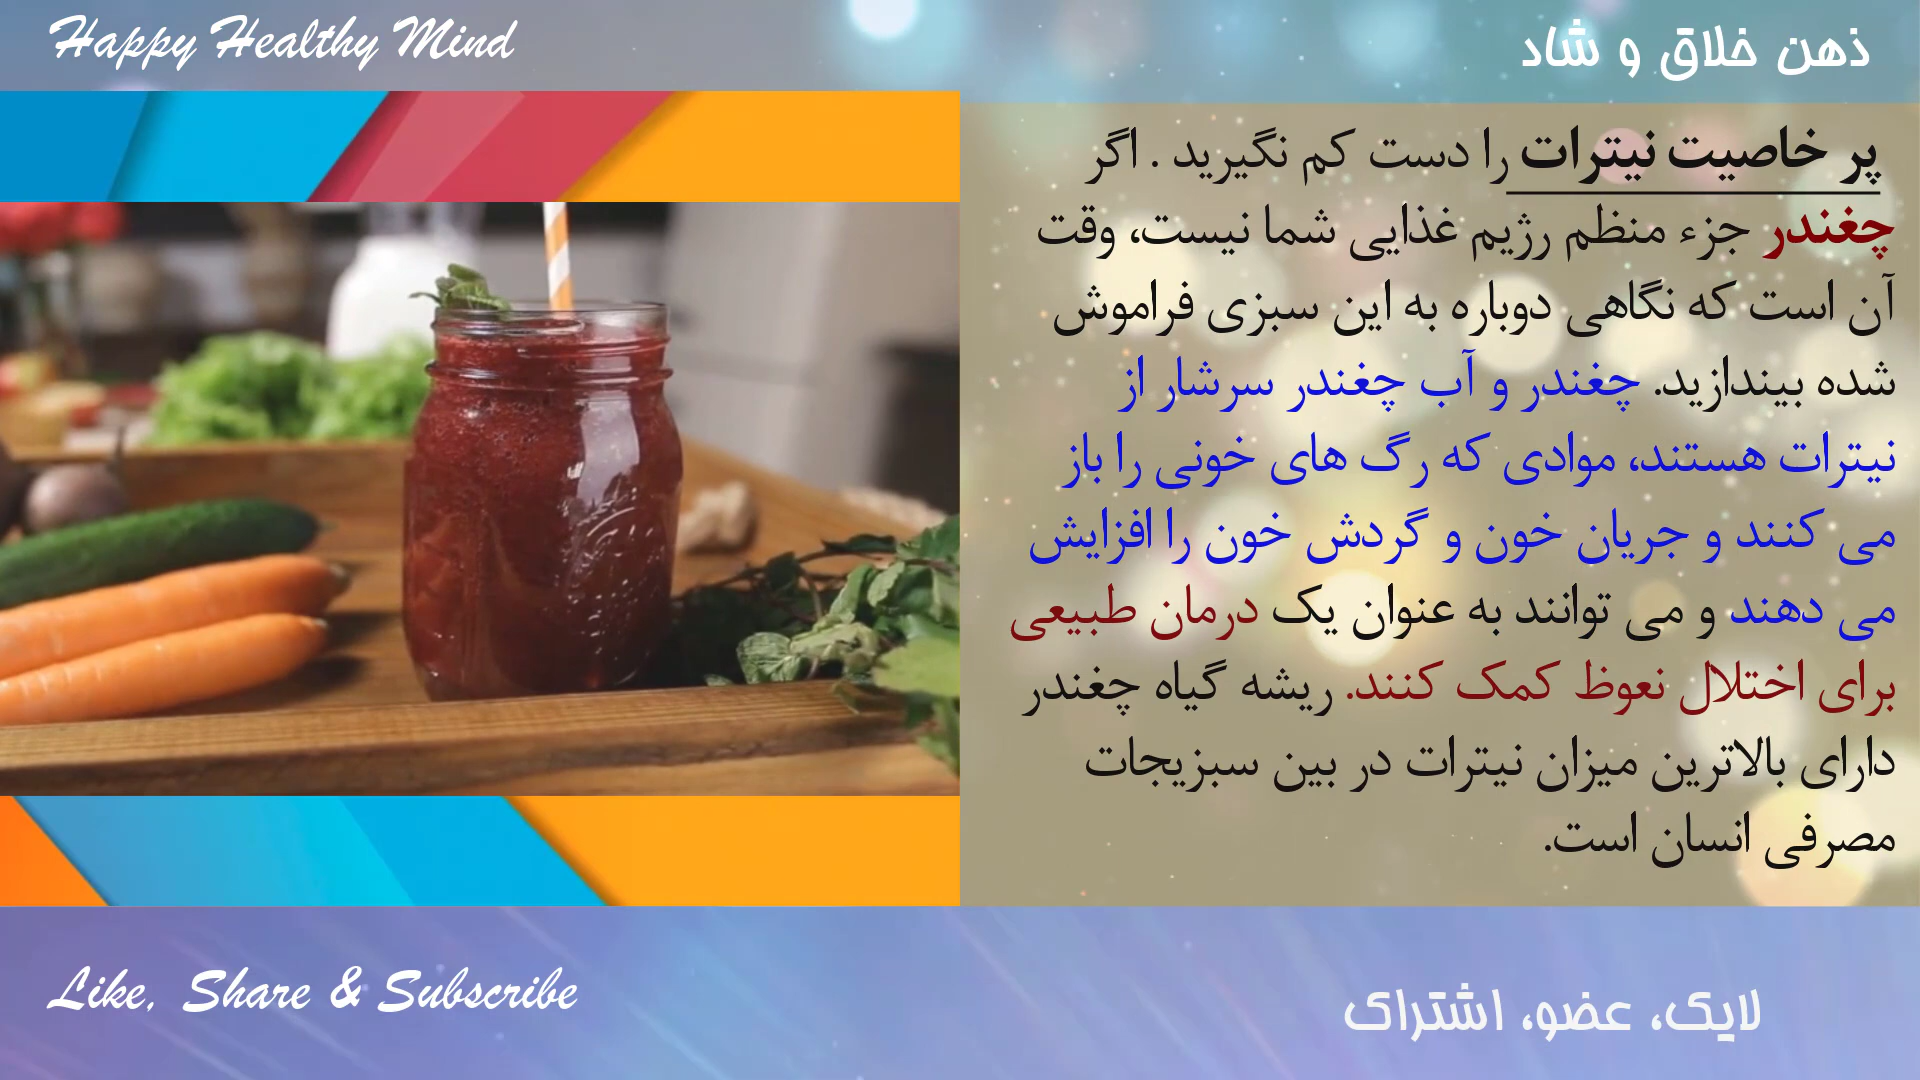 Happy Healthy Mind
ذهن خلاق و شاد
پر خاصیت نیترات را دست کم نگیرید . اگر
چغندر جزء منظم رژیم غذایی شما نیست، وقت
آن است که نگاهی دوباره به این سبزی فراموش
شده بیندازید. چغندر و آب چغندر سرشار از
نیترات هستند، موادی که رگ های خونی را باز
می کنند و جریان خون و گردش خون را افزایش
می دهند و می توانند به عنوان یک درمان طبیعی
برای اختلال نعوظ کمک کنند. ریشه گیاه چغندر
دارای بالاترین میزان نیترات در بین سبزیجات
مصرفی انسان است.
Like, Share & Subscribe
لایک، عضو، اشتراک